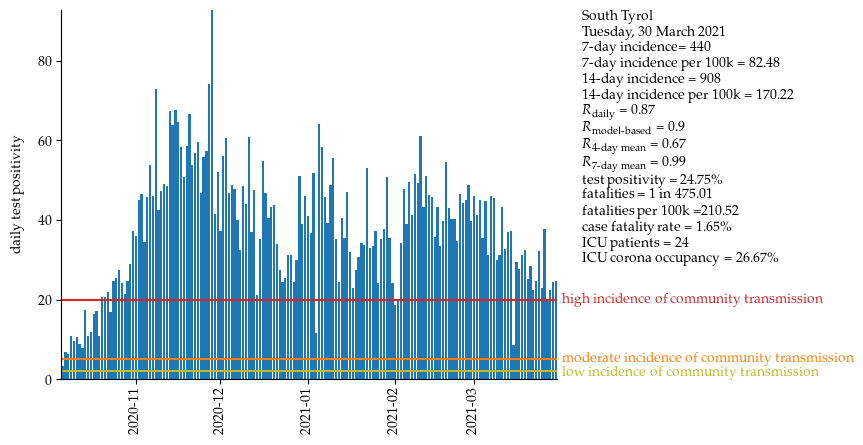 South Tyrol
Tuesday, 30 March 2021
7-day incidence= 440
7-day incidence per 100k = 82.48
14-day incidence = 908
14-day incidence per 100k = 170.22
R daily = 0.87
R model-based = 0.9
R 4-day mean = 0.67
R 7-day mean = 0.99
test positivity = 24.75%
fatalities = 1 in 475.01
fatalities per 100k =210.52
case fatality rate = 1.65%
ICU patients = 24
ICU corona occupancy = 26.67%
daily test positivity
80
60
40
20
0
high incidence of community transmission
moderate incidence of community transmission
low incidence of community transmission
2020-11
2020-12
2021-01
2021-02
2021-03